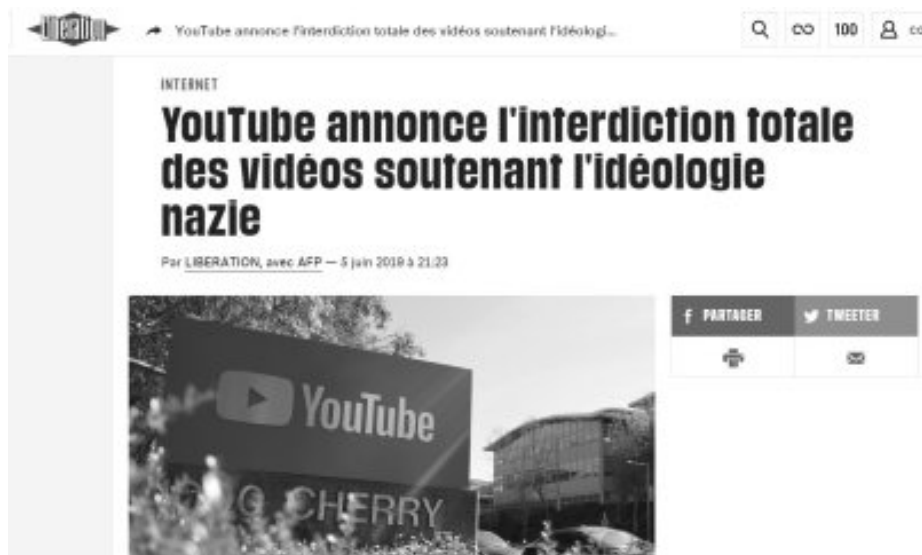 Libération
YouTube annonce l'interdiction totale des vidéos soutenant l'idéologi...
100
INTERNET
YouTube annonce l'interdiction totale
des vidéos soutenant l'idéologie
nazie
Par LIBERATION, avec AFP — 5 juin 2019 à 21:23
f PARTAGER
TWEETER
YouTube
CHERRY